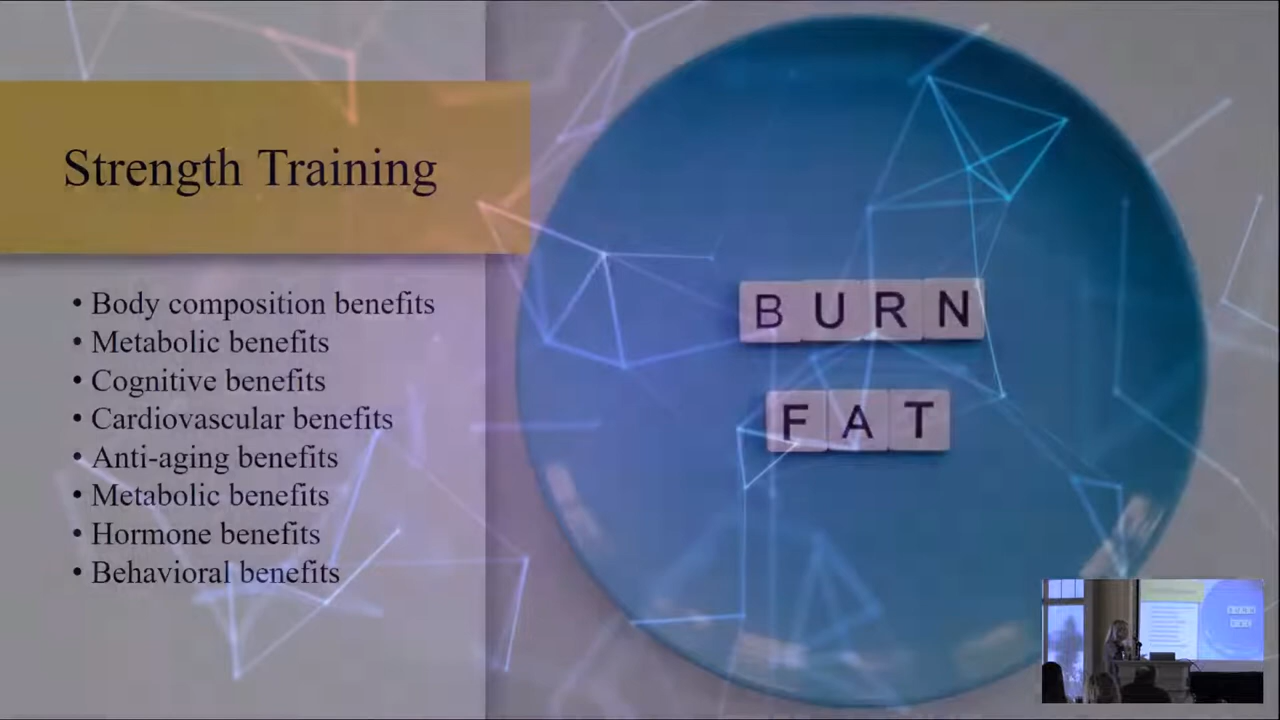 Strength Training
• Body composition benefits
• Metabolic benefits
• Cognitive benefits
• Cardiovascular benefits
• Anti-aging benefits
• Metabolic benefits
• Hormone benefits
• Behavioral benefits
BURN
FAT